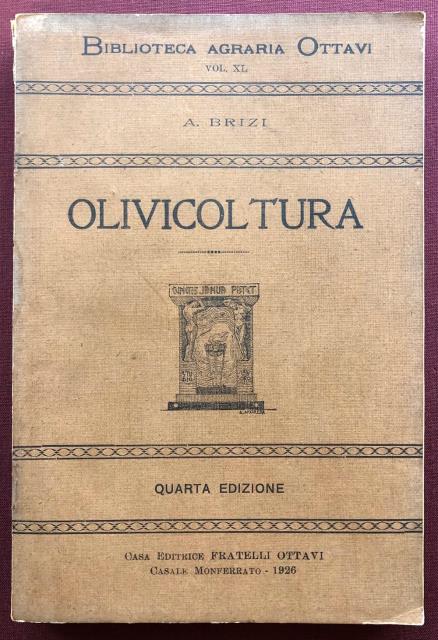 BIBLIOTECA AGRARIA OTTAVI
VOL. XL
A. BRIZI
OLIVICOLTURA
QUARTA EDIZIONE
CASA EDITRICE FRATELLI OTTAVI
CASALE MONFERRATO - 1926